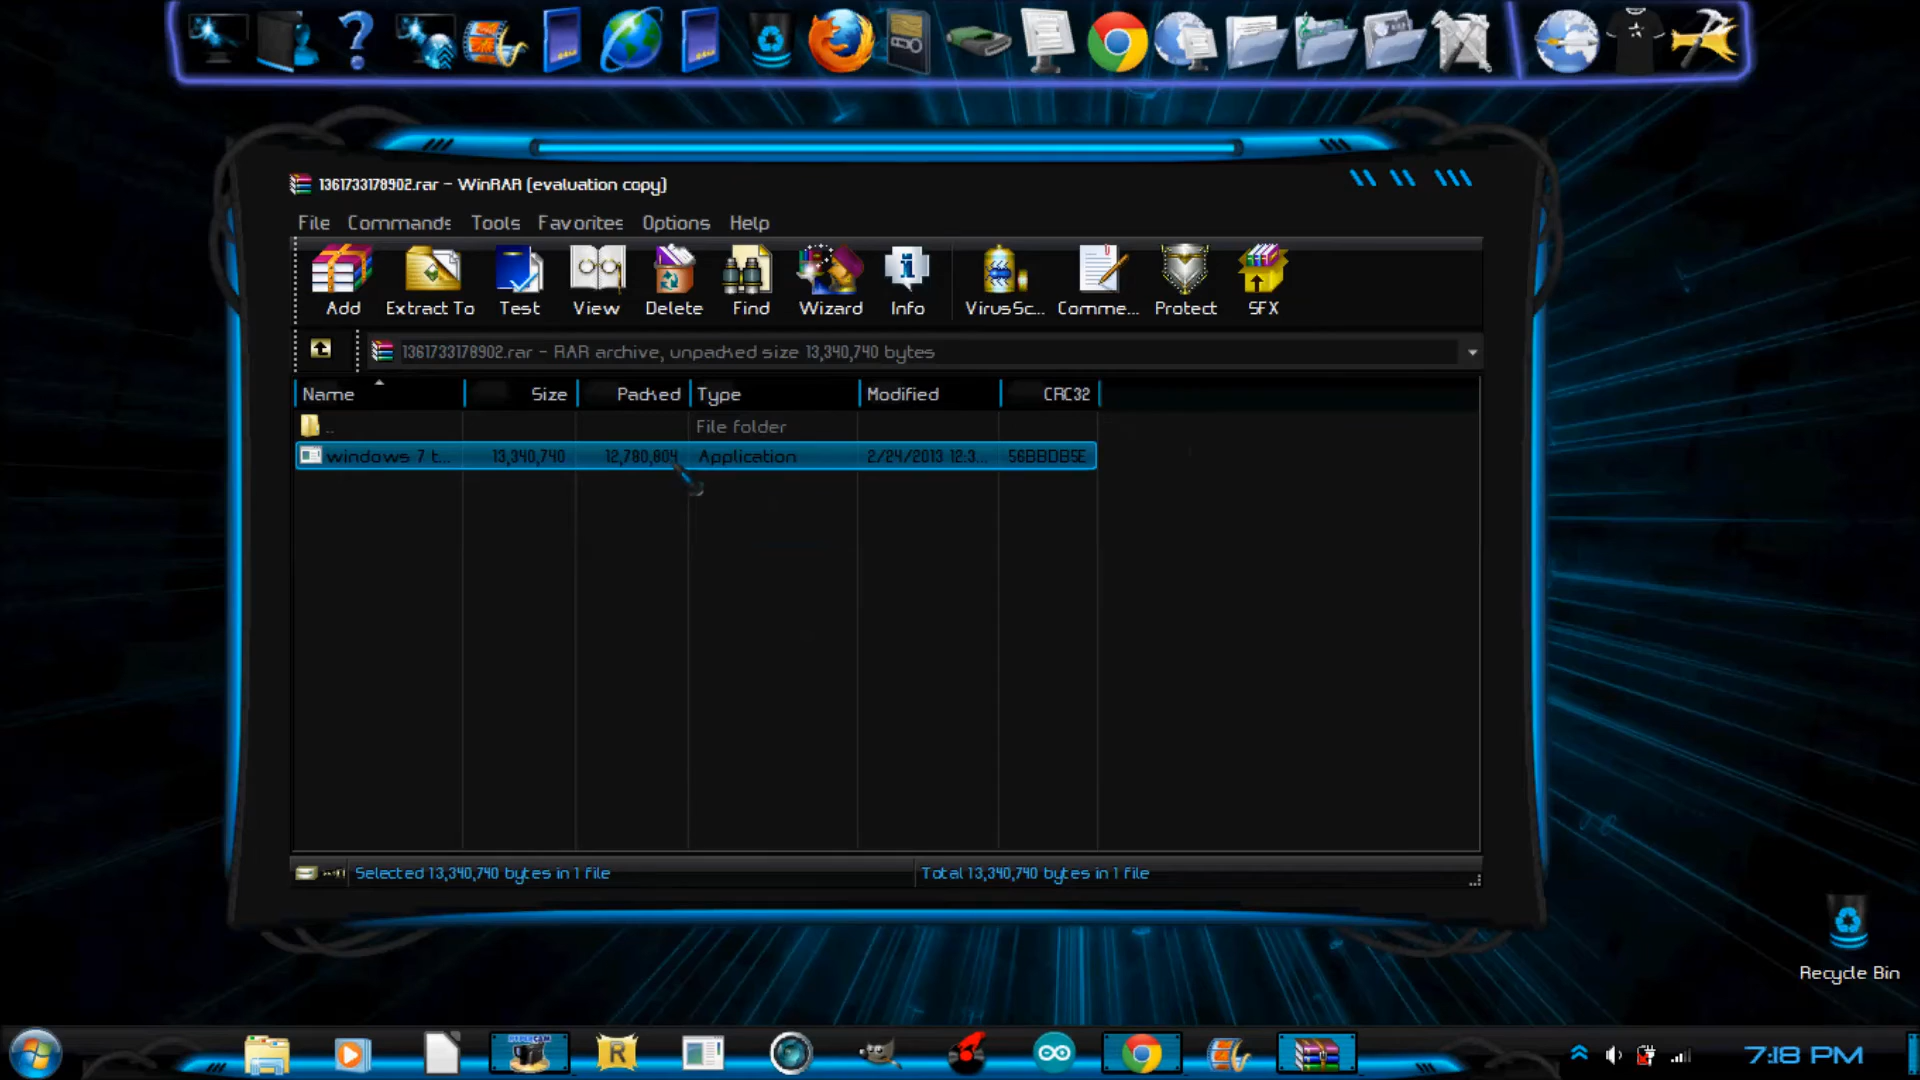 1361733178902.rar - WinRAR (evaluation copy)
File Commands Tools Favorites Options Help
Add Extract To Test View Delete Find Wizard Info VirusSc... Comme... Protect SFX
1361733178902.rar - RAR archive, unpacked size 13,340,740 bytes
Name Size Packed Type Modified CRC32
.. File folder
windows 7 t... 13,340,740 12,780,804 Application 2/24/2013 12:3... 56BBDB5E
Selected 13,340,740 bytes in 1 file Total 13,340,740 bytes in 1 file
Recycle Bin
HYPERCAM
R
7:18 PM